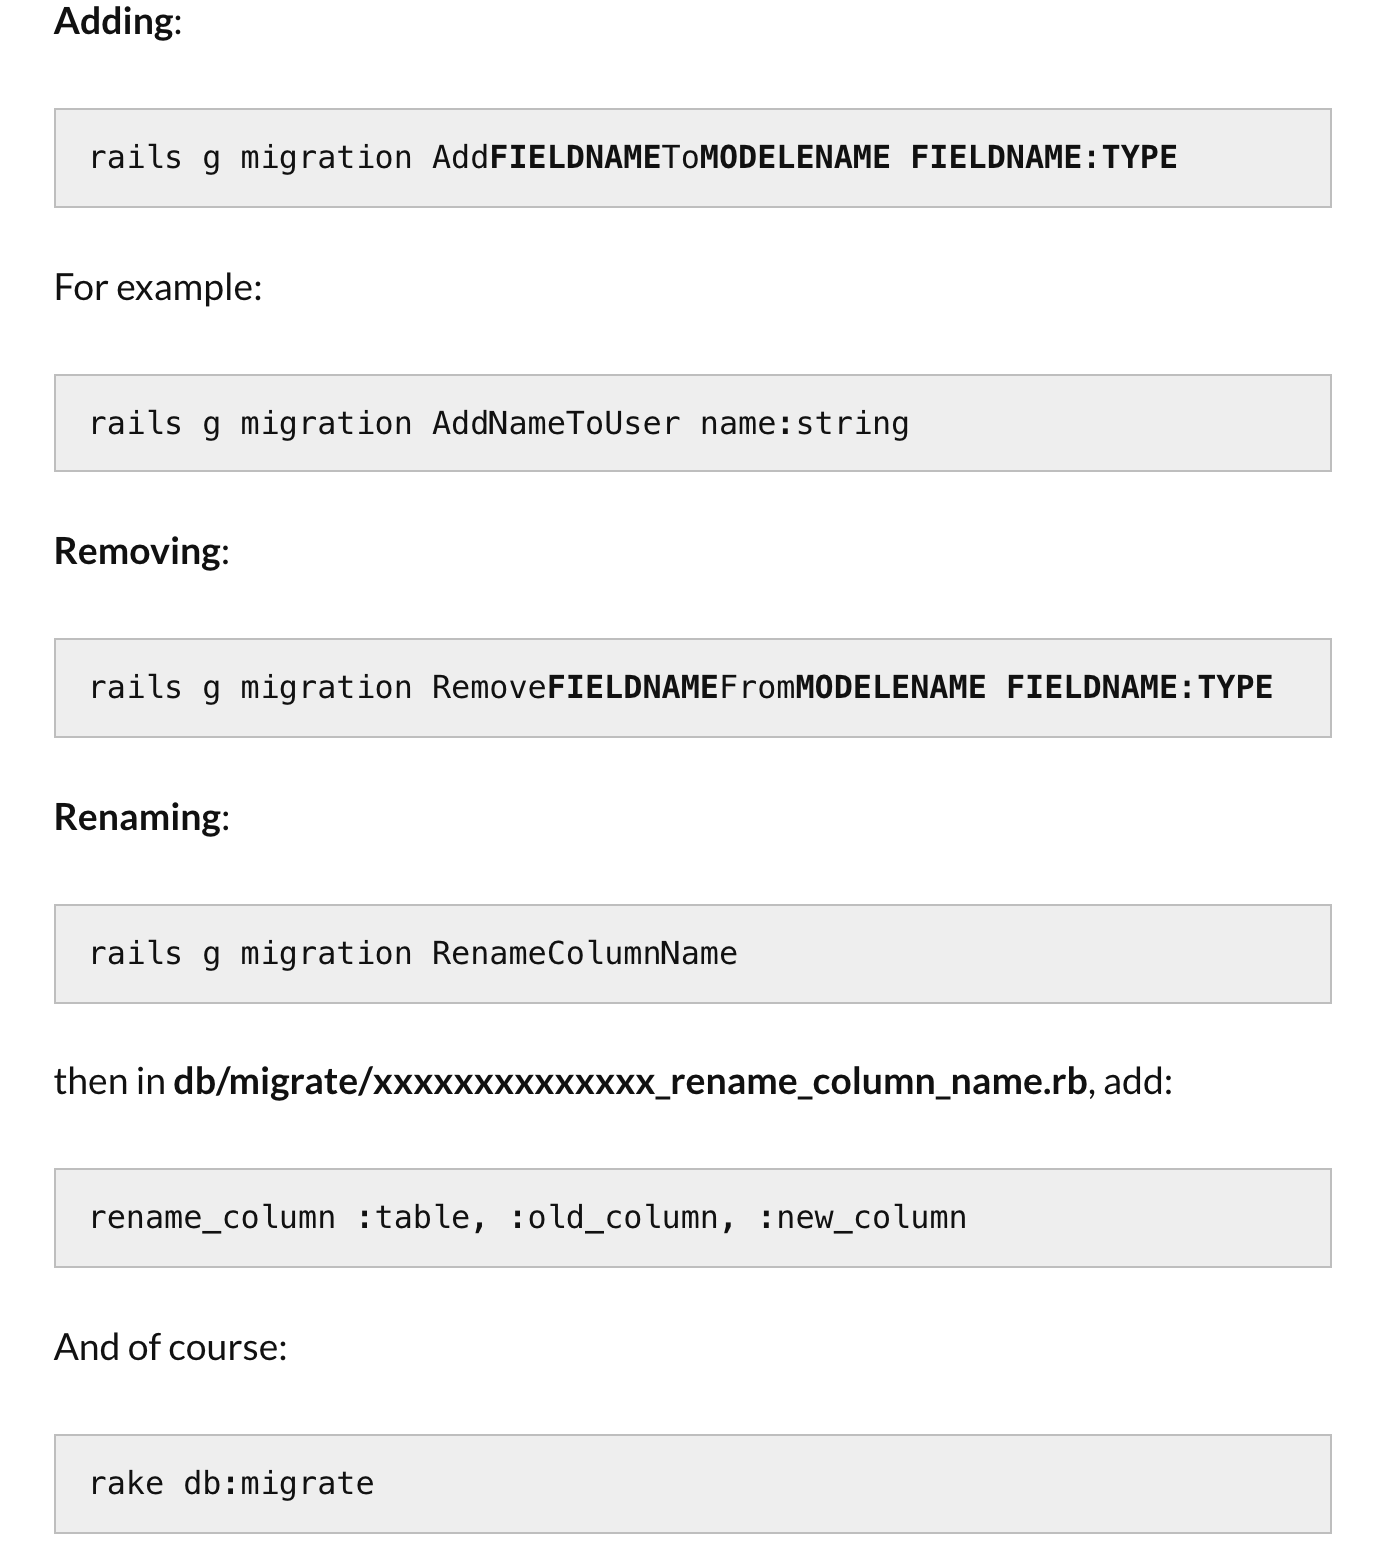 Adding:
rails g migration AddFIELDNAMEToMODELENAME FIELDNAME:TYPE
For example:
rails g migration AddNameToUser name:string
Removing:
rails g migration RemoveFIELDNAMEFromMODELENAME FIELDNAME:TYPE
Renaming:
rails g migration RenameColumnName
then in db/migrate/xxxxxxxxxxxxxx_rename_column_name.rb, add:
rename_column :table, :old_column, :new_column
And of course:
rake db:migrate